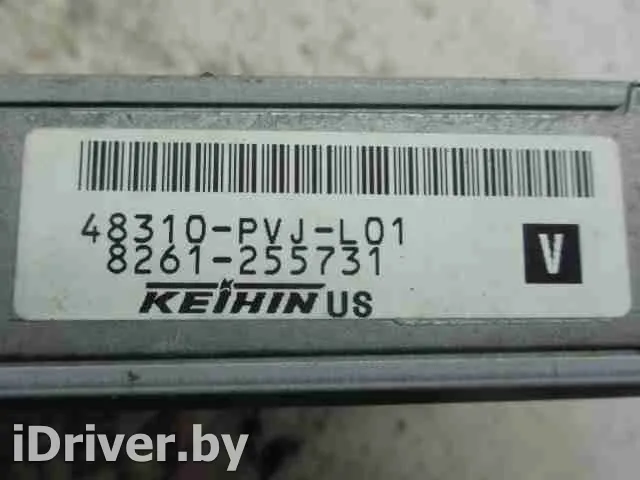 48310-PVJ-L01
8261-255731
V
KEIHIN US
iDriver.by